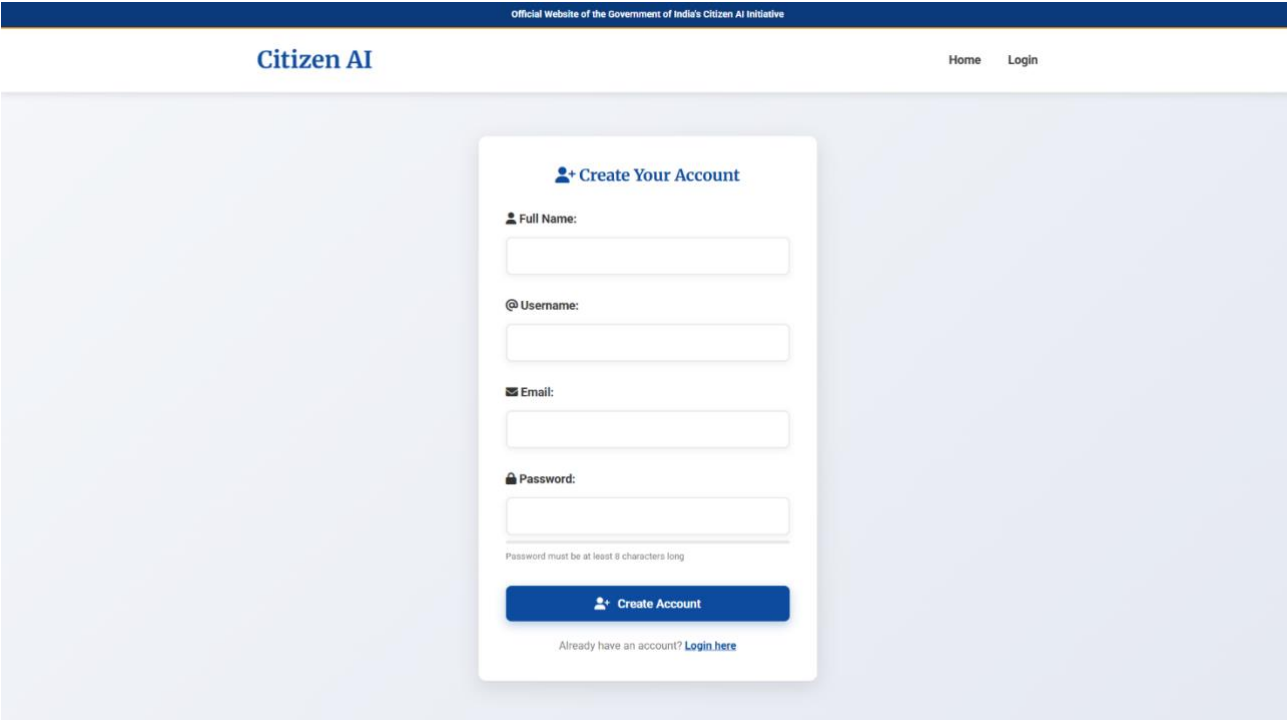 Official Website of the Government of India's Citizen AI Initiative
Citizen AI
Home Login
Create Your Account
Full Name:
Username:
Email:
Password:
Password must be at least 8 characters long
Create Account
Already have an account? Login here